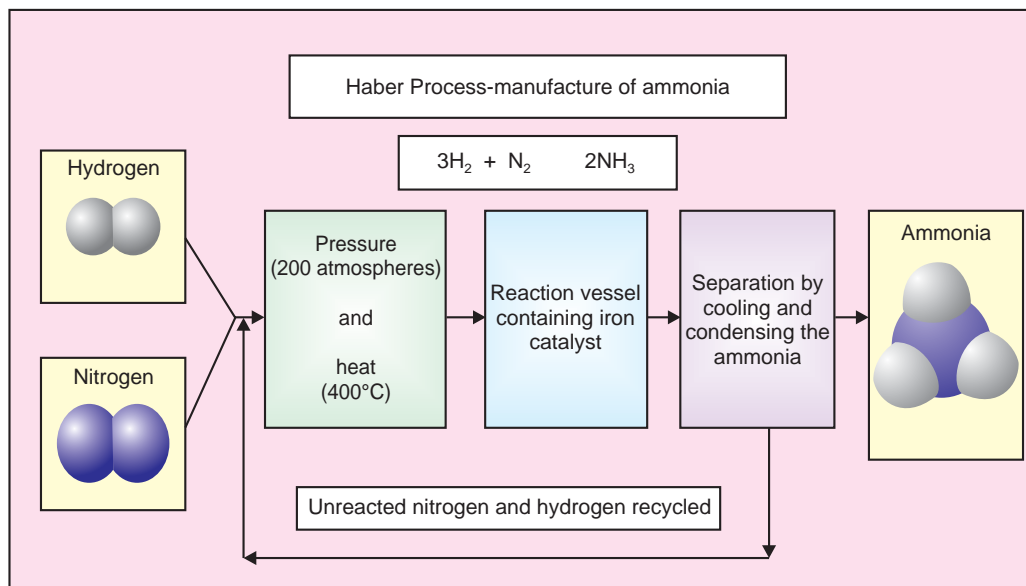 Haber Process-manufacture of ammonia
3H₂ + N₂ 2NH₃
Hydrogen
Nitrogen
Pressure
(200 atmospheres)
and
heat
(400°C)
Reaction vessel
containing iron
catalyst
Separation by
cooling and
condensing the
ammonia
Ammonia
Unreacted nitrogen and hydrogen recycled